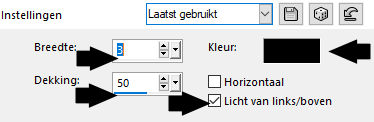 Instellingen Laatst gebruikt
Breedte: 3 Kleur:
Dekking: 50 Horizontaal
Licht van links/boven